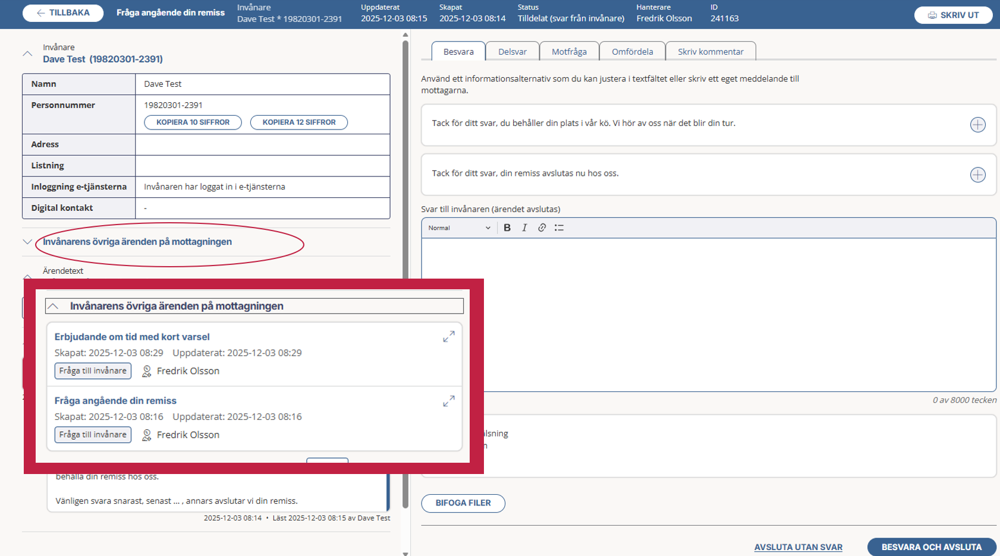 TILLBAKA
Fråga angående din remiss
Invånare
Dave Test * 19820301-2391
Uppdaterat
2025-12-03 08:15
Skapat
2025-12-03 08:14
Status
Tilldelat (svar från invånare)
Hanterare
Fredrik Olsson
ID
241163
SKRIV UT
Invånare
Dave Test (19820301-2391)
Namn
Dave Test
Personnummer
19820301-2391
KOPIERA 10 SIFFROR
KOPIERA 12 SIFFROR
Adress
Listning
Inloggning e-tjänsterna
Invånaren har loggat in i e-tjänsterna
Digital kontakt
-
Invånarens övriga ärenden på mottagningen
Ärendetext
Invånarens övriga ärenden på mottagningen
Erbjudande om tid med kort varsel
Skapat: 2025-12-03 08:29 Uppdaterat: 2025-12-03 08:29
Fråga till invånare
Fredrik Olsson
Fråga angående din remiss
Skapat: 2025-12-03 08:16 Uppdaterat: 2025-12-03 08:16
Fråga till invånare
Fredrik Olsson
behålla din remiss hos oss.
Vänligen svara snarast, senast ... , annars avslutar vi din remiss.
2025-12-03 08:14 • Läst 2025-12-03 08:15 av Dave Test
Besvara
Delsvar
Motfråga
Omfördela
Skriv kommentar
Använd ett informationsalternativ som du kan justera i textfältet eller skriv ett eget meddelande till
mottagarna.
Tack för ditt svar, du behåller din plats i vår kö. Vi hör av oss när det blir din tur.
Tack för ditt svar, din remiss avslutas nu hos oss.
Svar till invånaren (ärendet avslutas)
Normal
B I
0 av 8000 tecken
BIFOGA FILER
AVSLUTA UTAN SVAR
BESVARA OCH AVSLUTA